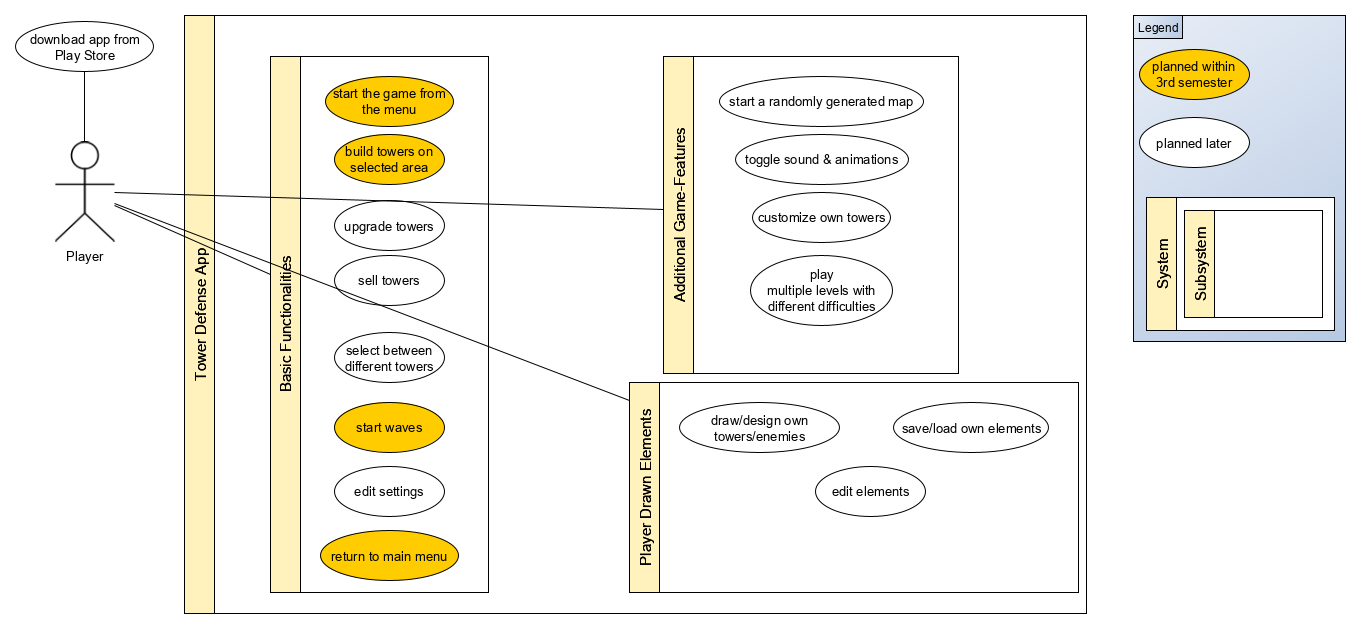 download app from
Play Store
Player
Tower Defense App
Basic Functionalities
start the game from
the menu
build towers on
selected area
upgrade towers
sell towers
select between
different towers
start waves
edit settings
return to main menu
Additional Game-Features
start a randomly generated map
toggle sound & animations
customize own towers
play
multiple levels with
different difficulties
Player Drawn Elements
draw/design own
towers/enemies
save/load own elements
edit elements
Legend
planned within
3rd semester
planned later
System
Subsystem